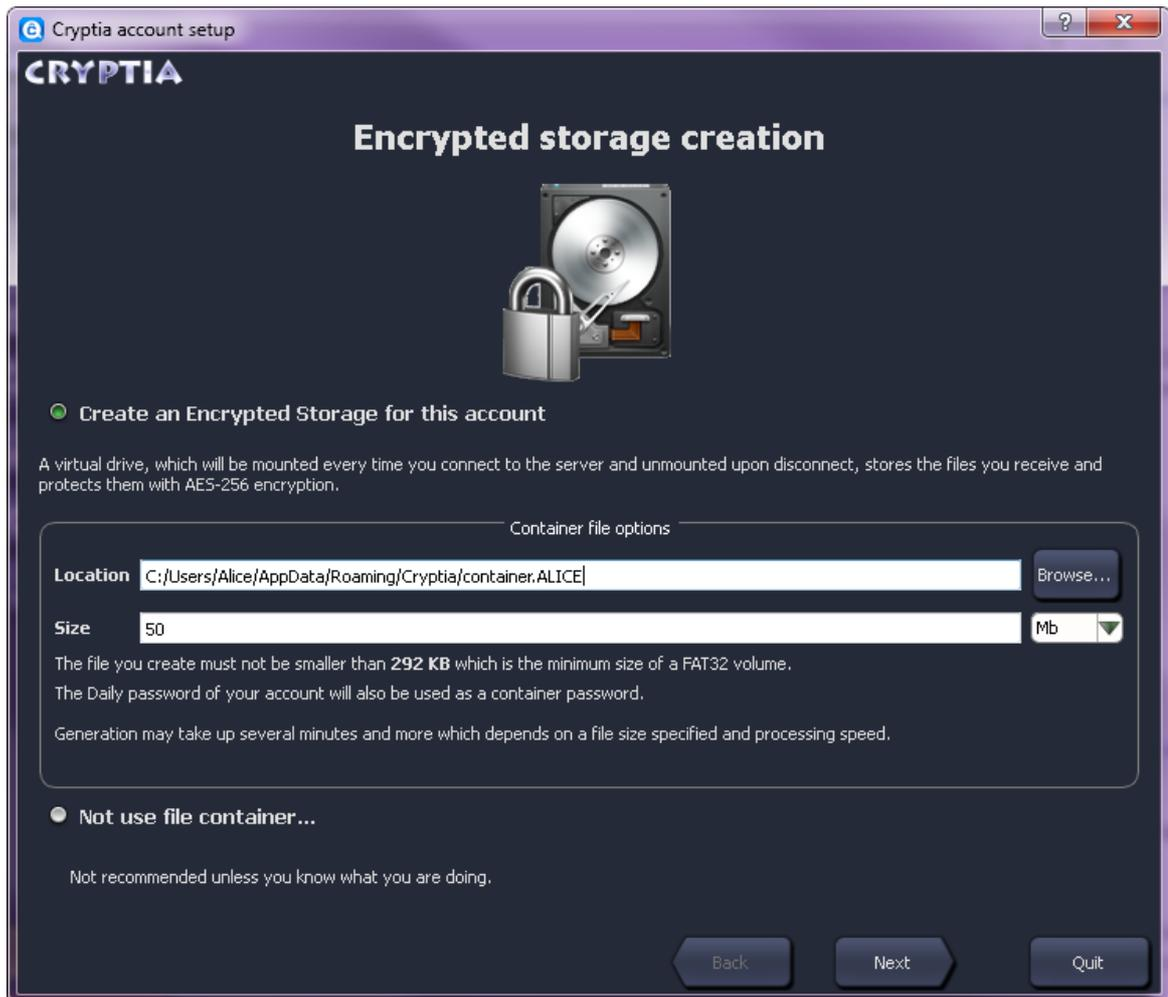 Cryptia account setup
CRYPTIA
Encrypted storage creation
Create an Encrypted Storage for this account
A virtual drive, which will be mounted every time you connect to the server and unmounted upon disconnect, stores the files you receive and
protects them with AES-256 encryption.
Container file options
Location C:/Users/Alice/AppData/Roaming/Cryptia/container.ALICE Browse...
Size 50 Mb
The file you create must not be smaller than 292 KB which is the minimum size of a FAT32 volume.
The Daily password of your account will also be used as a container password.
Generation may take up several minutes and more which depends on a file size specified and processing speed.
Not use file container...
Not recommended unless you know what you are doing.
Back Next Quit